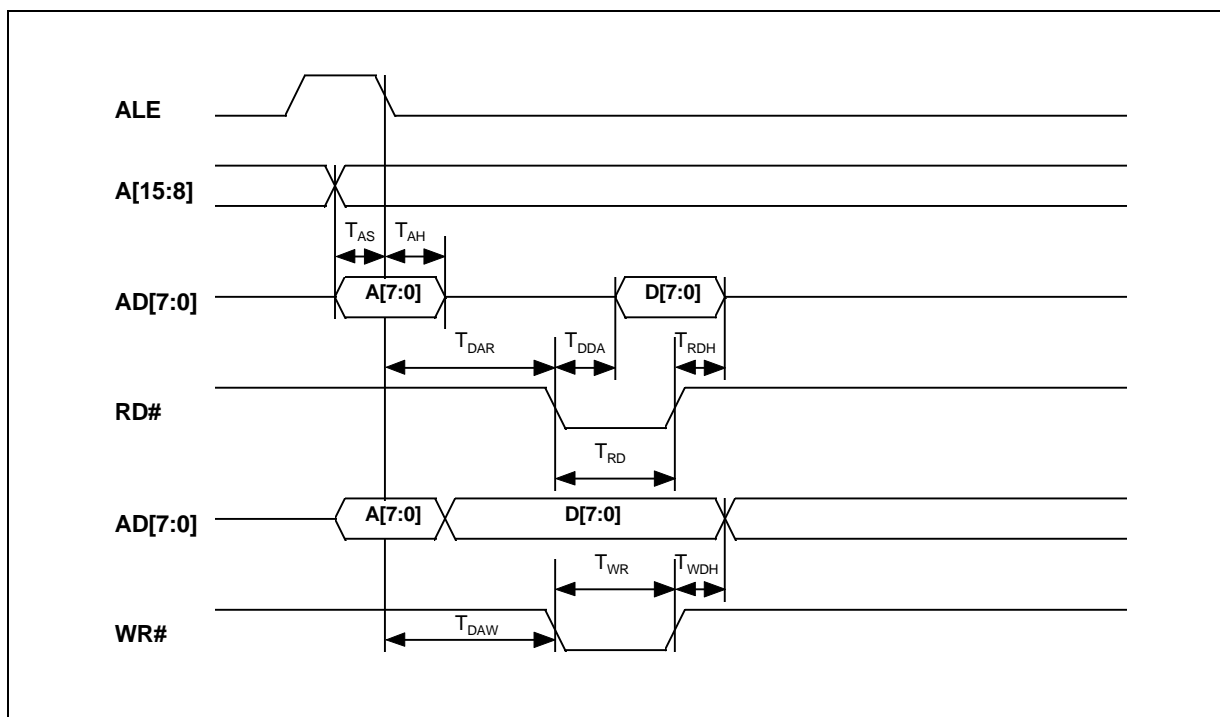 ALE
A[15:8]
TAS TAH
AD[7:0] A[7:0] D[7:0]
TDAR TDDA TRDH
RD#
TRD
AD[7:0] A[7:0] D[7:0]
TWR TWDH
WR# TDAW